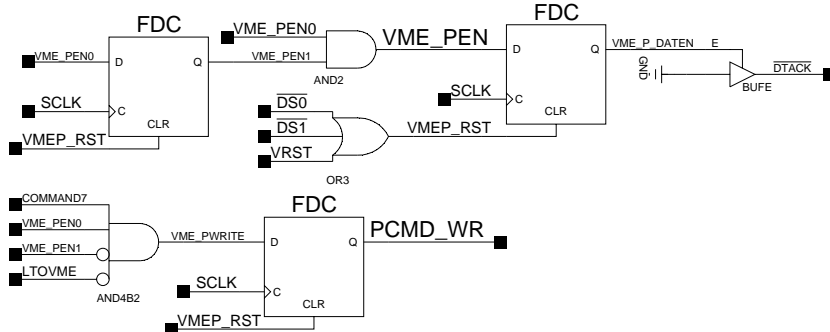 FDC
VME_PEN0
D
Q
VME_PEN1
SCLK
C
CLR
VMEP_RST
VME_PEN0
AND2
VME_PEN
FDC
D
Q
VME_P_DATEN
E
SCLK
C
CLR
DS0
DS1
VRST
OR3
VMEP_RST
GND
BUFE
DTACK
COMMAND7
VME_PEN0
VME_PEN1
LTOVME
AND4B2
VME_PWRITE
FDC
D
Q
PCMD_WR
SCLK
C
CLR
VMEP_RST